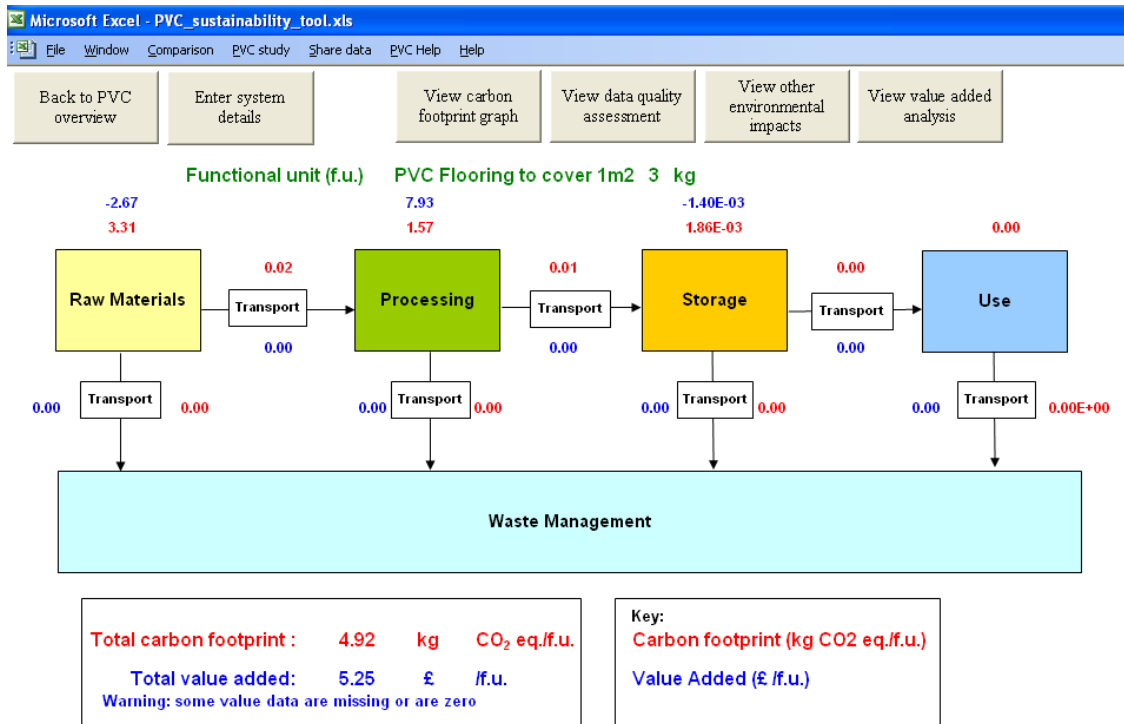 Microsoft Excel - PVC_sustainability_tool.xls
File Window Comparison PVC study Share data PVC Help Help
Back to PVC
overview
Enter system
details
View carbon
footprint graph
View data quality
assessment
View other
environmental
impacts
View value added
analysis
Functional unit (f.u.) PVC Flooring to cover 1m2 3 kg
-2.67 7.93 -1.40E-03
3.31 1.57 1.86E-03 0.00
0.02 0.01 0.00
Raw Materials Transport Processing Transport Storage Transport Use
0.00 0.00 0.00
Transport Transport Transport Transport
0.00 0.00 0.00 0.00 0.00 0.00 0.00 0.00E+00
Waste Management
Total carbon footprint : 4.92 kg CO₂ eq./f.u.
Total value added: 5.25 £ /f.u.
Warning: some value data are missing or are zero
Key:
Carbon footprint (kg CO2 eq./f.u.)
Value Added (£ /f.u.)